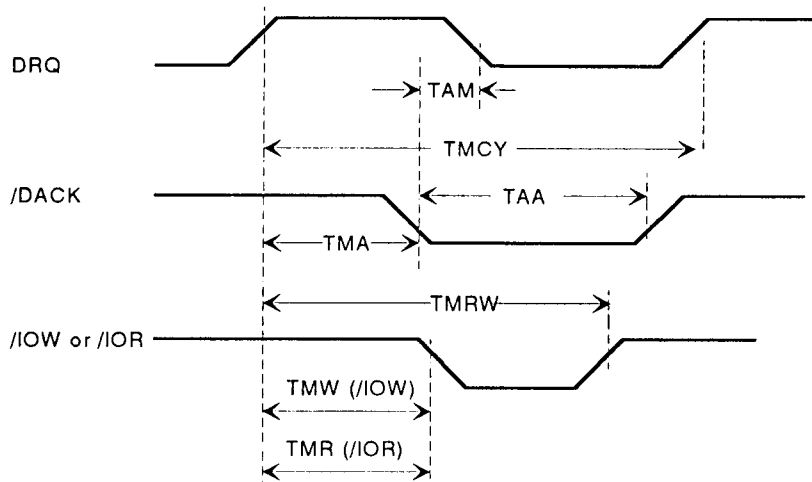 DRQ
TAM
TMCY
/DACK
TAA
TMA
TMRW
/IOW or /IOR
TMW (/IOW)
TMR (/IOR)